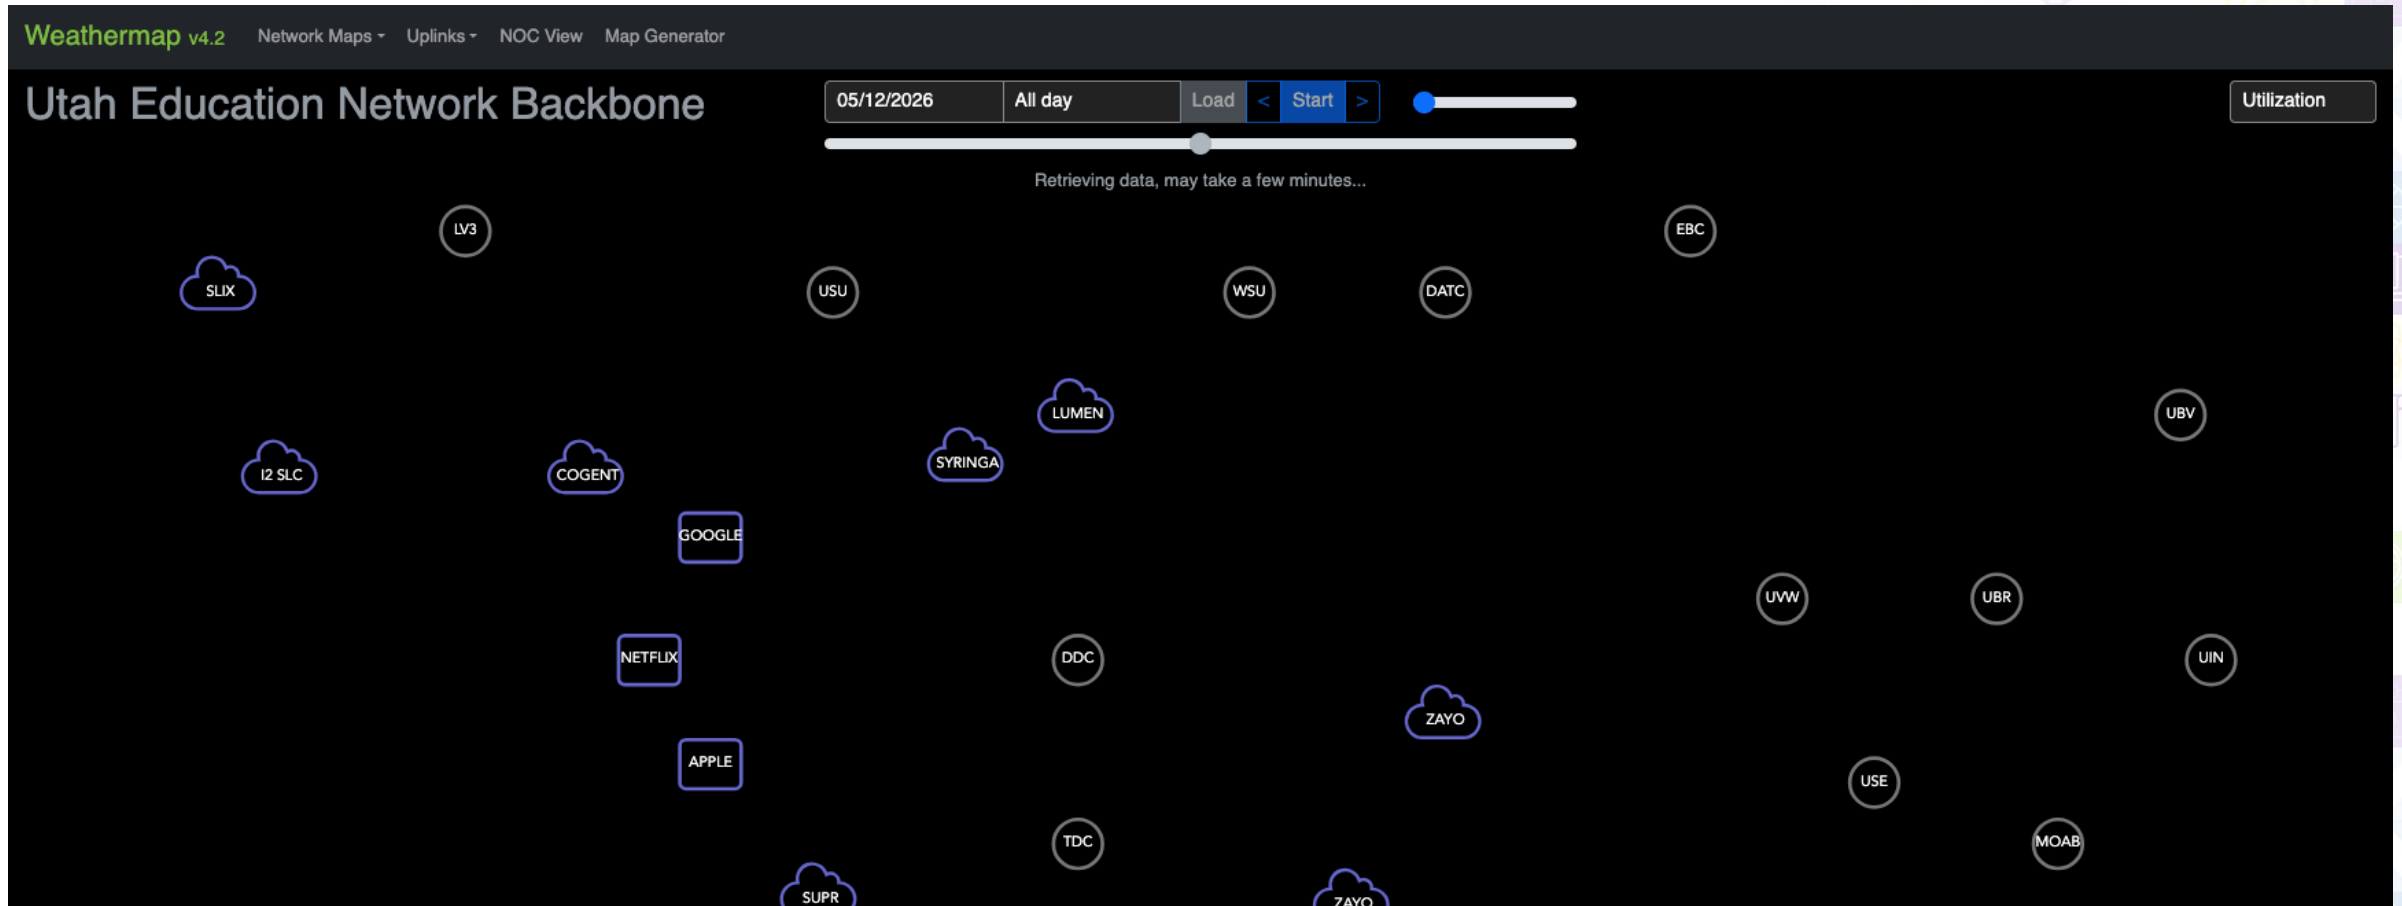 Weathermap v4.2 Network Maps Uplinks NOC View Map Generator
Utah Education Network Backbone
05/12/2026 All day Load < Start >
Utilization
Retrieving data, may take a few minutes...
LV3
EBC
SLIX
USU
WSU
DATC
LUMEN
UBV
SYRINGA
I2 SLC
COGENT
GOOGLE
UVW
UBR
NETFLIX
DDC
UIN
ZAYO
APPLE
USE
TDC
MOAB
SUPR
ZAYO